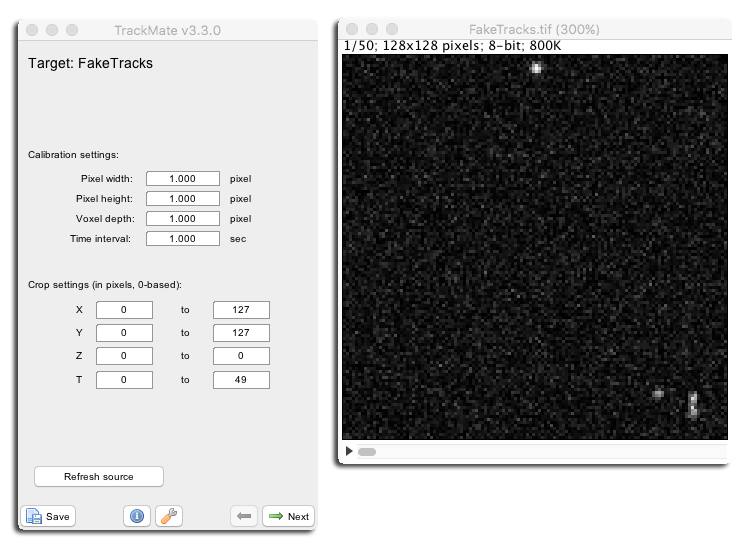 TrackMate v3.3.0
Target: FakeTracks
Calibration settings:
Pixel width: 1.000 pixel
Pixel height: 1.000 pixel
Voxel depth: 1.000 pixel
Time interval: 1.000 sec
Crop settings (in pixels, 0-based):
X 0 to 127
Y 0 to 127
Z 0 to 0
T 0 to 49
Refresh source
Save Next
FakeTracks.tif (300%)
1/50; 128x128 pixels; 8-bit; 800K